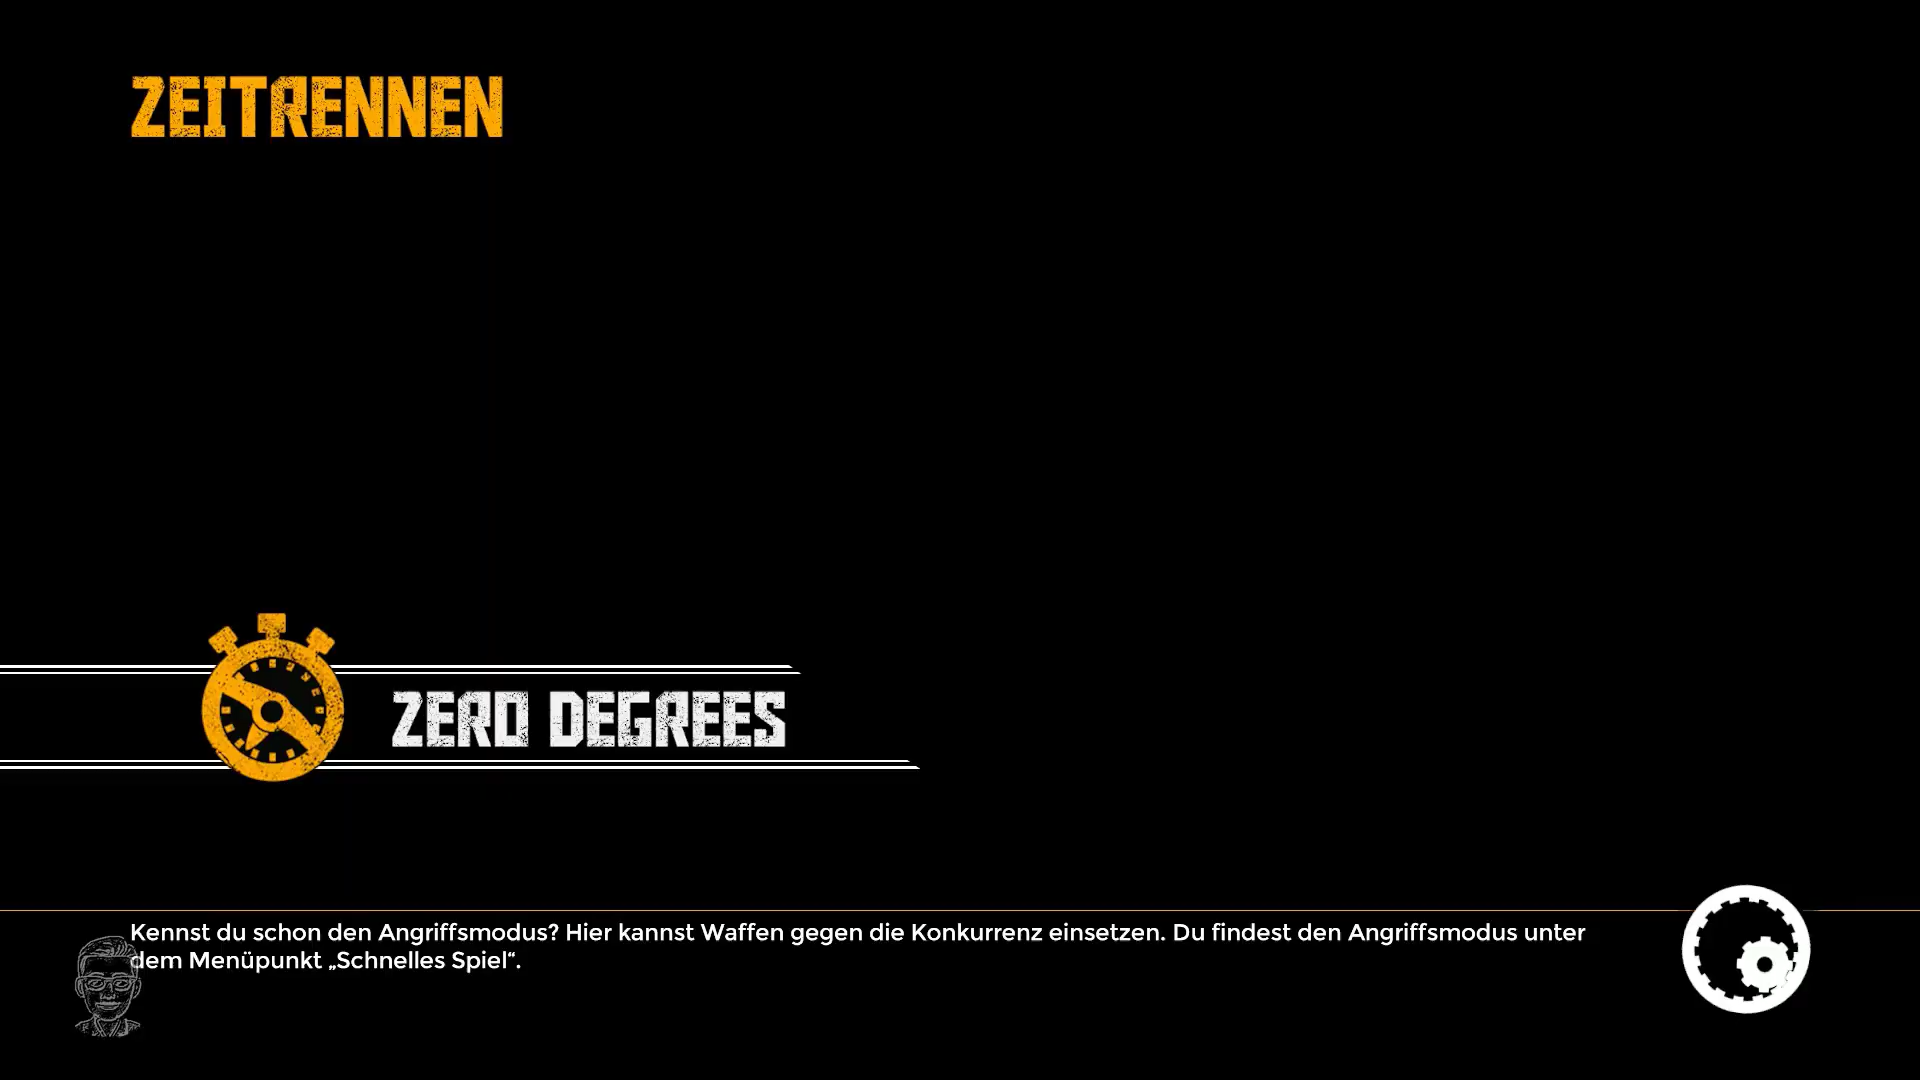 ZEITRENNEN
ZERO DEGREES
Kennst du schon den Angriffsmodus? Hier kannst Waffen gegen die Konkurrenz einsetzen. Du findest den Angriffsmodus unter
dem Menüpunkt „Schnelles Spiel“.